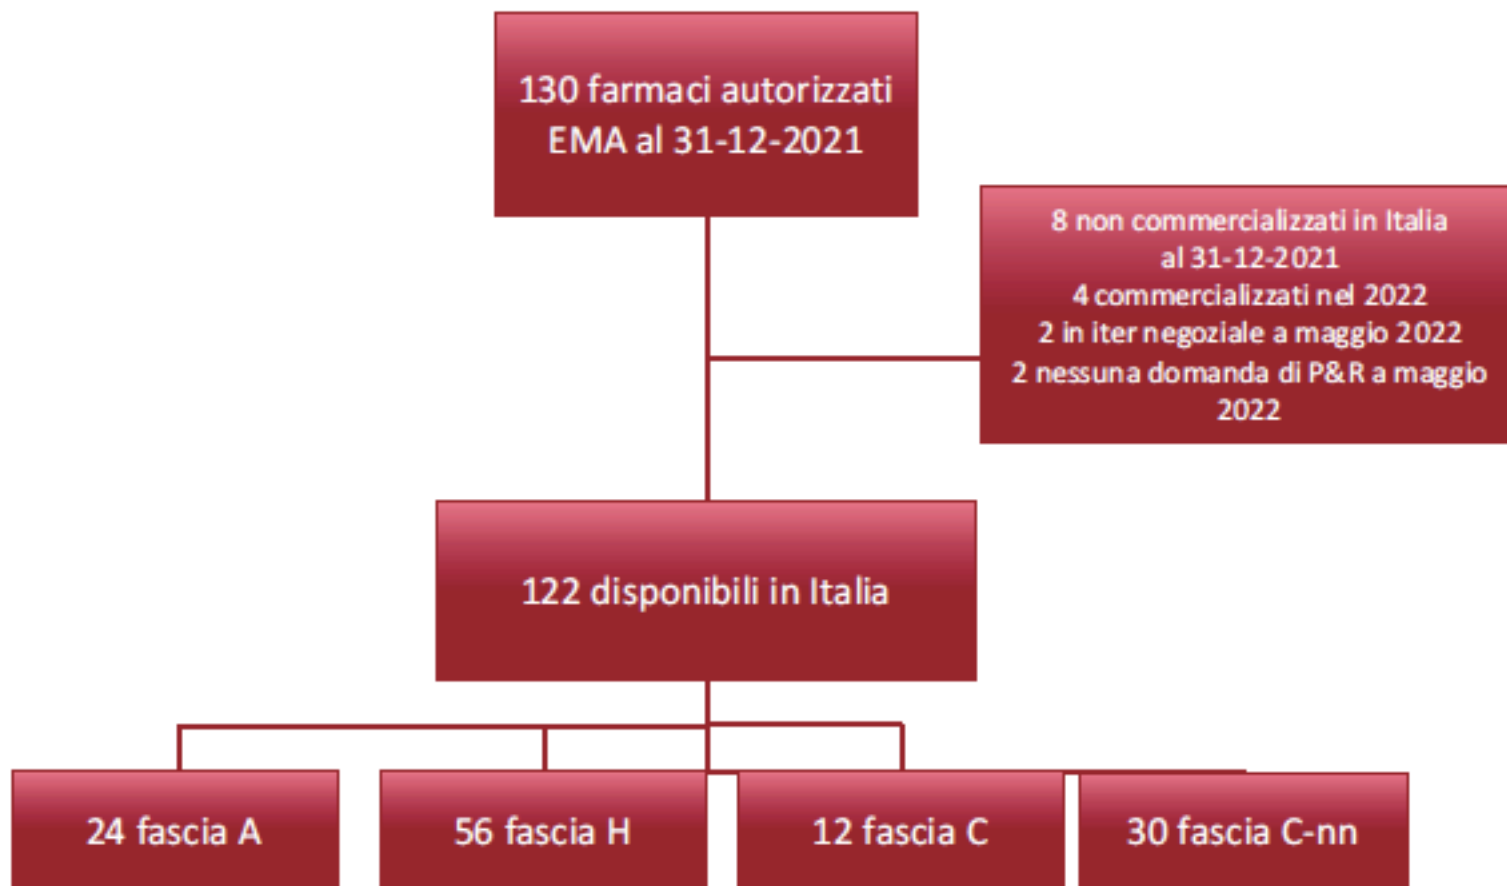 130 farmaci autorizzati
EMA al 31-12-2021
8 non commercializzati in Italia
al 31-12-2021
4 commercializzati nel 2022
2 in iter negoziale a maggio 2022
2 nessuna domanda di P&R a maggio
2022
122 disponibili in Italia
24 fascia A
56 fascia H
12 fascia C
30 fascia C-nn